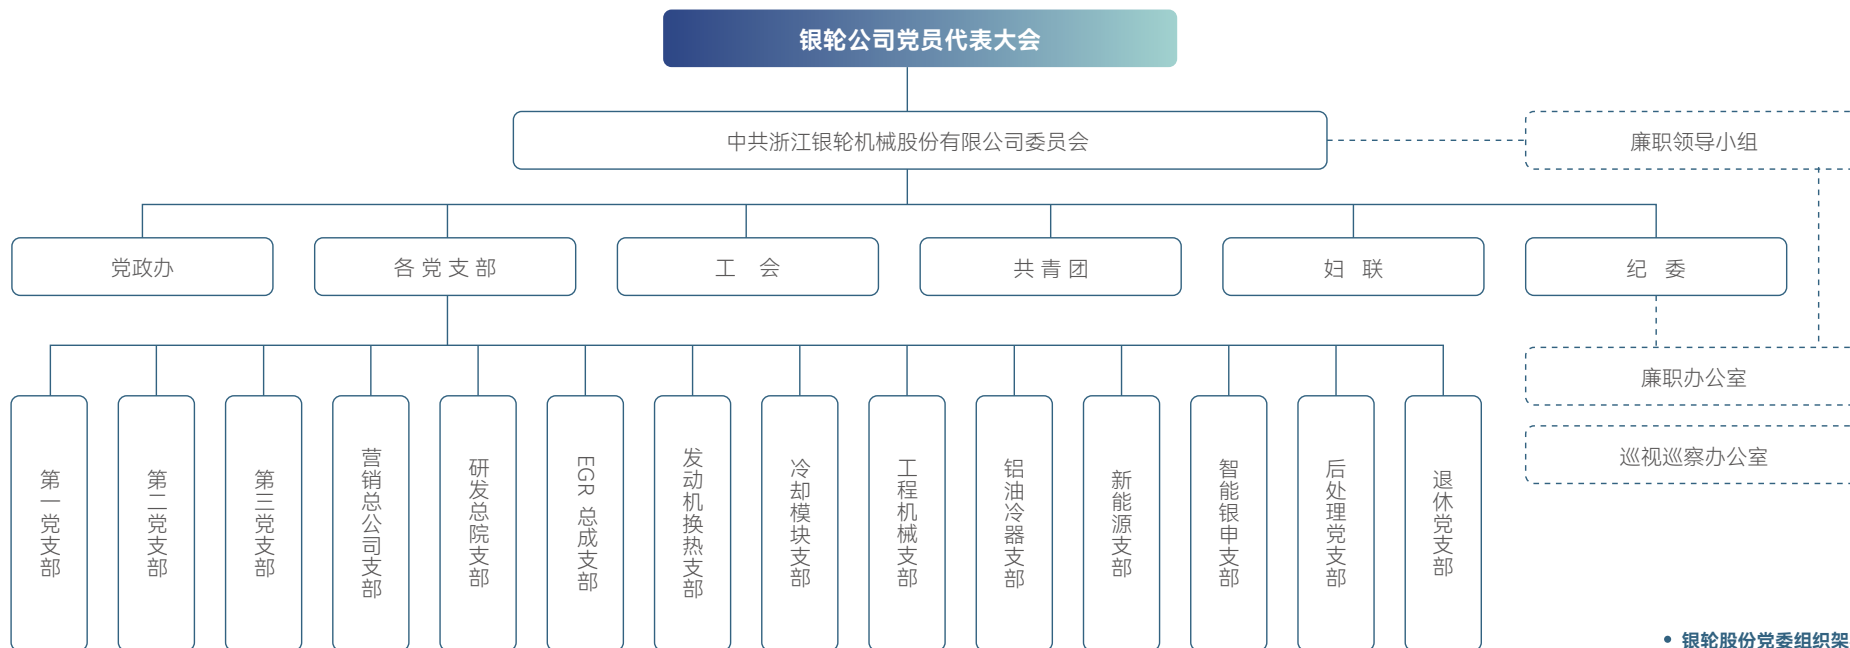 银轮公司党员代表大会
中共浙江银轮机械股份有限公司委员会
廉职领导小组
党政办
各党支部
工 会
共青团
妇 联
纪 委
廉职办公室
巡视巡察办公室
第一党支部
第二党支部
第三党支部
营销总公司支部
研发总院支部
EGR 总成支部
发动机换热支部
冷却模块支部
工程机械支部
铝油冷器支部
新能源支部
智能银申支部
后处理党支部
退休党支部
• 银轮股份党委组织架